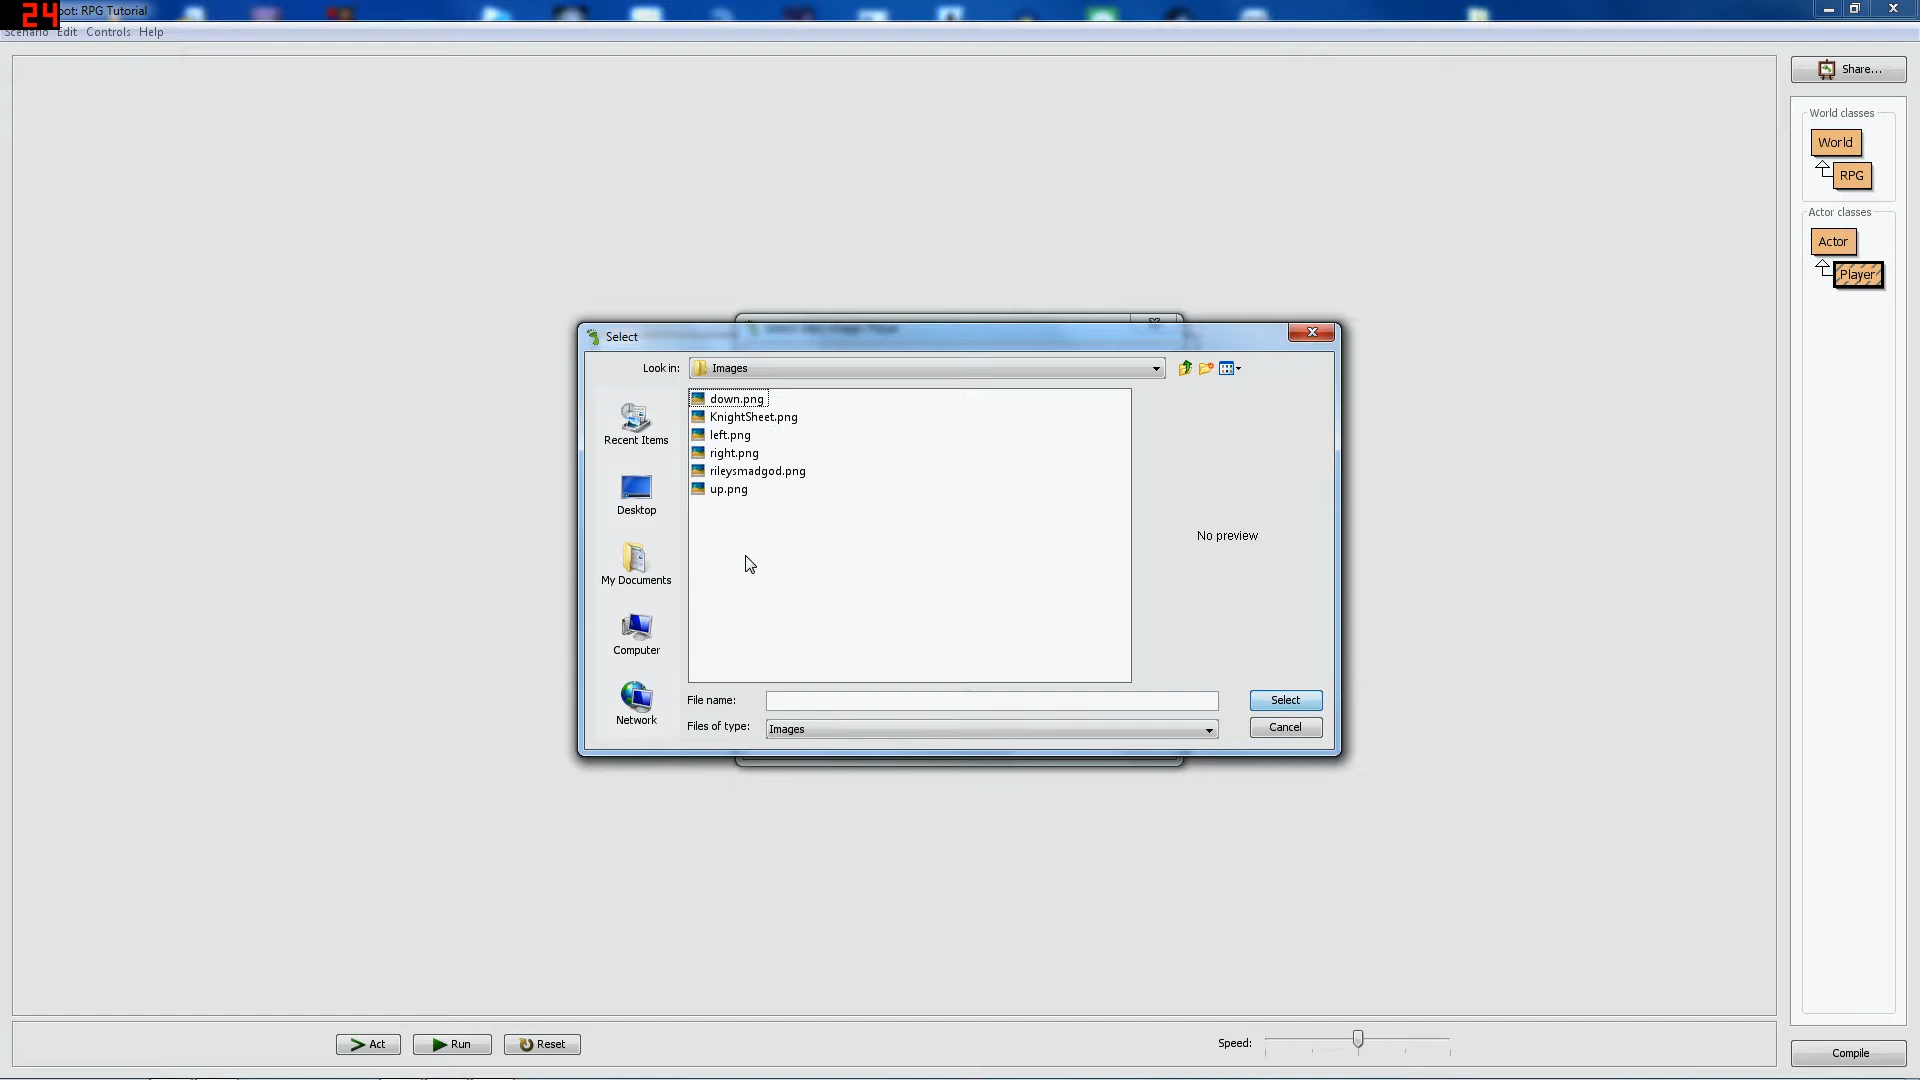 24
oot: RPG Tutorial
Scenario Edit Controls Help
Share...
World classes
World
RPG
Actor classes
Actor
Player
Select
Look in: Images
down.png
KnightSheet.png
left.png
right.png
rileysmadgod.png
up.png
Recent Items
Desktop
My Documents
Computer
Network
No preview
File name:
Select
Files of type: Images
Cancel
Act
Run
Reset
Speed:
Compile